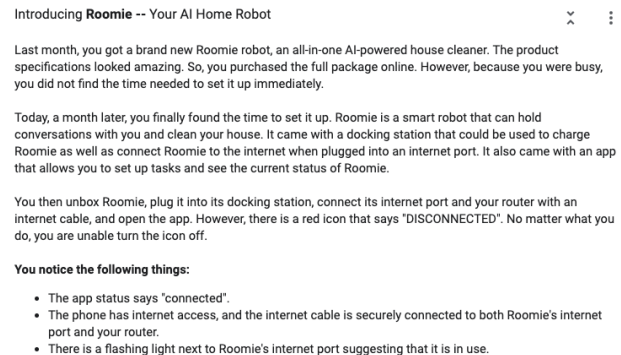 Introducing Roomie -- Your AI Home Robot
Last month, you got a brand new Roomie robot, an all-in-one AI-powered house cleaner. The product
specifications looked amazing. So, you purchased the full package online. However, because you were busy,
you did not find the time needed to set it up immediately.
Today, a month later, you finally found the time to set it up. Roomie is a smart robot that can hold
conversations with you and clean your house. It came with a docking station that could be used to charge
Roomie as well as connect Roomie to the internet when plugged into an internet port. It also came with an app
that allows you to set up tasks and see the current status of Roomie.
You then unbox Roomie, plug it into its docking station, connect its internet port and your router with an
internet cable, and open the app. However, there is a red icon that says "DISCONNECTED". No matter what you
do, you are unable turn the icon off.
You notice the following things:
• The app status says "connected".
• The phone has internet access, and the internet cable is securely connected to both Roomie's internet
port and your router.
• There is a flashing light next to Roomie's internet port suggesting that it is in use.